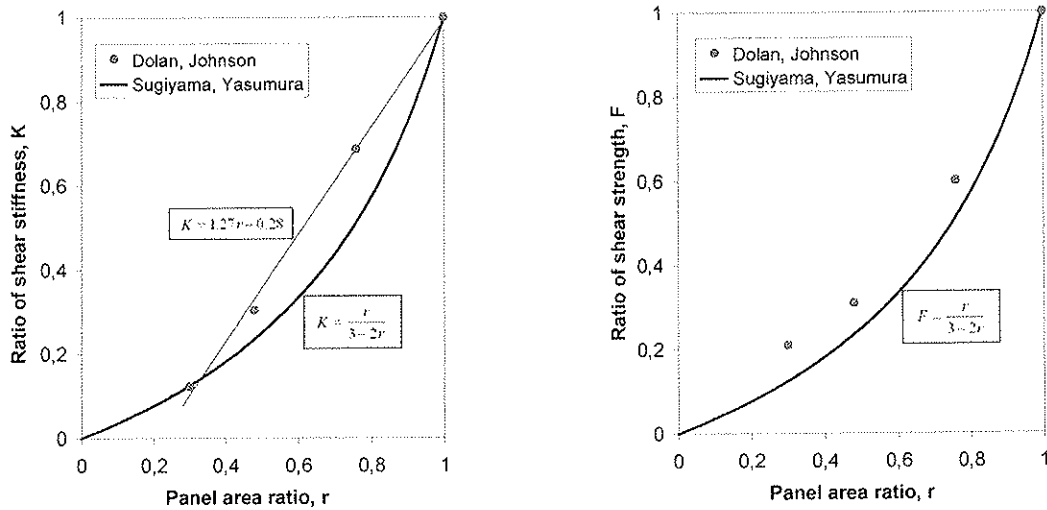 Ratio of shear stiffness, K
1
0,8
0,6
0,4
0,2
0
Dolan, Johnson
Sugiyama, Yasumura
K = 1.27r − 0.28
K = r / 3 − 2r
0 0,2 0,4 0,6 0,8 1
Panel area ratio, r
Ratio of shear strength, F
1
0,8
0,6
0,4
0,2
0
Dolan, Johnson
Sugiyama, Yasumura
F = r / 3 − 2r
0 0,2 0,4 0,6 0,8 1
Panel area ratio, r